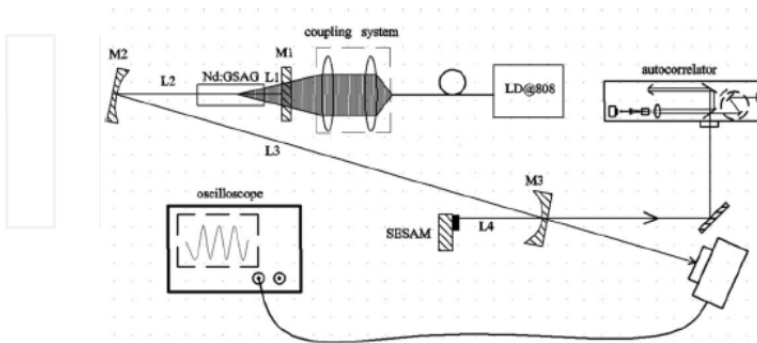 coupling system
M2
M1
Nd:GSAG
L1
L2
LD@808
autocorrelator
L3
M3
oscilloscope
SESAM
L4